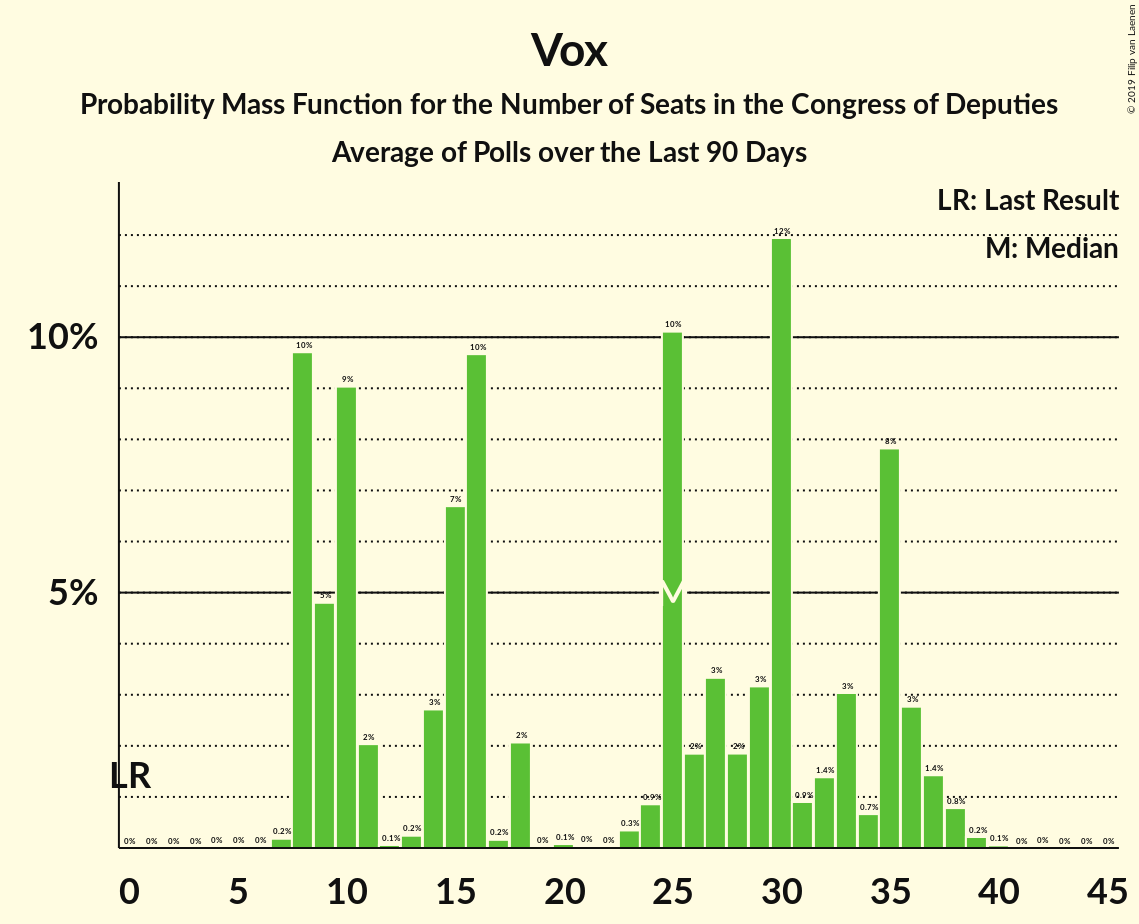 Vox
Probability Mass Function for the Number of Seats in the Congress of Deputies
Average of Polls over the Last 90 Days
© 2019 Filip van Laenen
LR: Last Result
M: Median
10%
5%
LR
M
0% 0% 0% 0% 0% 0% 0% 0.2% 10% 5% 9% 2% 0.1% 0.2% 3% 7% 10% 0.2% 2% 0% 0.1% 0% 0% 0.3% 0.9% 10% 2% 3% 2% 3% 12% 0.9% 1.4% 3% 0.7% 8% 3% 1.4% 0.8% 0.2% 0.1% 0% 0% 0% 0% 0%
0 5 10 15 20 25 30 35 40 45